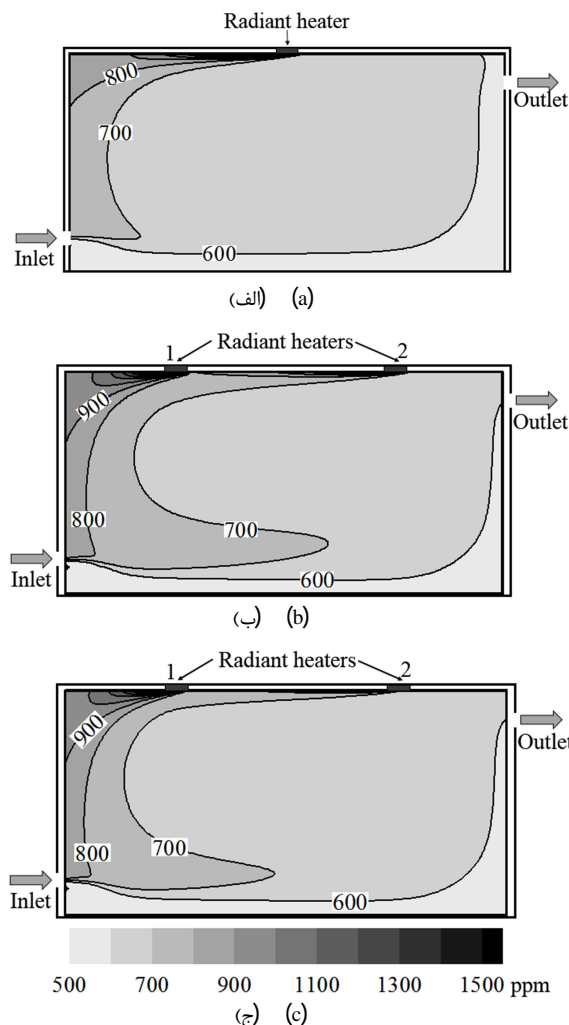 Radiant heater
800
700
Outlet
Inlet
600
(الف) (a)
1 Radiant heaters 2
900
Outlet
800
700
Inlet
600
(ب) (b)
1 Radiant heaters 2
900
Outlet
800
700
Inlet
600
500 700 900 1100 1300 1500 ppm
(ج) (c)